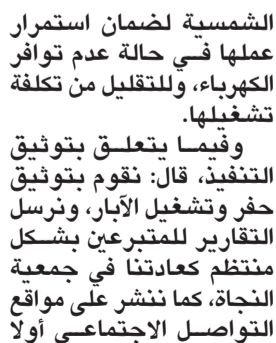 الشمسية لضمان استمرار
عملها في حالة عدم توافر
الكهرباء، وللتقليل من تكلفة
تشغيلها.
وفيما يتعلق بتوثيق
التنفيذ، قال: نقوم بتوثيق
حفر وتشغيل الآبار، ونرسل
التقارير للمتبرعين بشكل
منتظم كعادتنا في جمعية
النجاة، كما ننشر على مواقع
التواصل الاجتماعي أولا